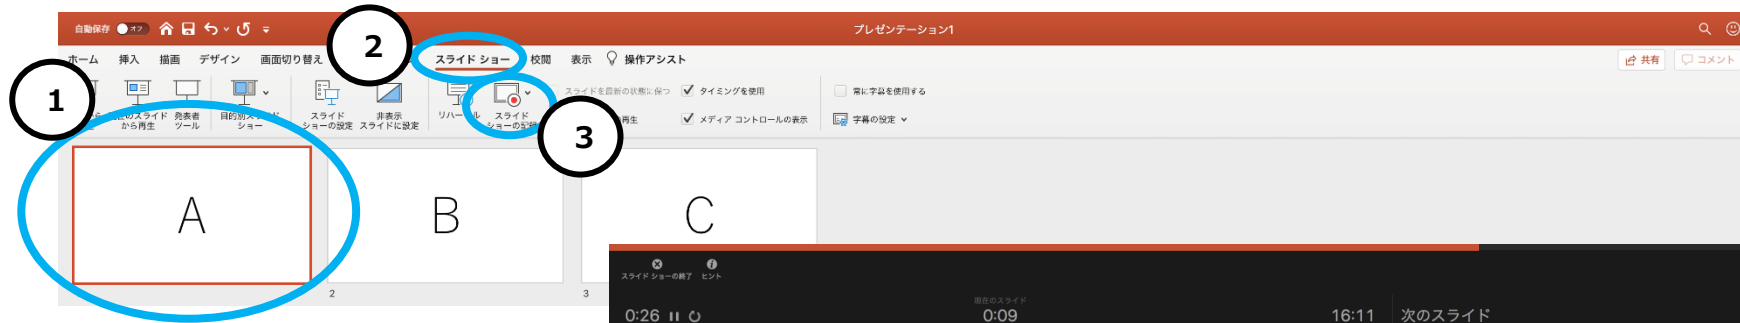 自動保存 オフ
プレゼンテーション1
2
ホーム 挿入 描画 デザイン 画面切り替え スライド ショー 校閲 表示 操作アシスト
共有 コメント
1
スライドを最新の状態に保つ タイミングを使用 常に字幕を使用する
のスライド
から再生
発表者
ツール
目的別スライド
ショー
スライド
ショーの設定
非表示
スライドに設定
リハーサル
スライド
ショーの記録
再生 メディア コントロールの表示 字幕の設定
3
A B C
2 3
スライド ショーの終了 ヒント
現在のスライド
0:26 0:09 16:11 次のスライド